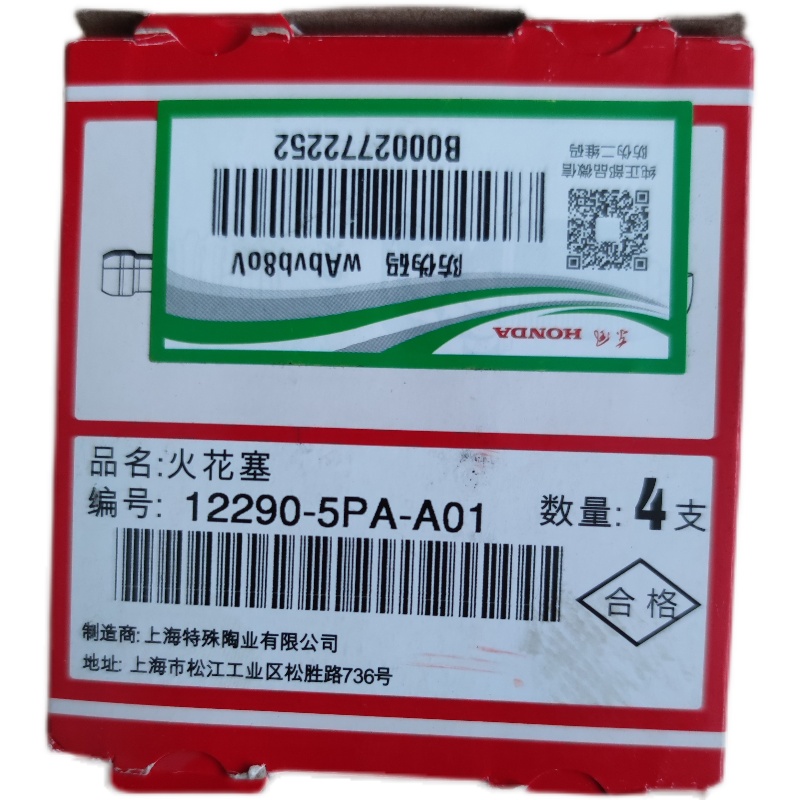 东风 HONDA
防伪码 wAbvb8oV
B0002772252
纯正部品微信
防伪二维码
品名:火花塞
编号: 12290-5PA-A01
数量: 4支
合格
制造商: 上海特殊陶业有限公司
地址: 上海市松江工业区松胜路736号